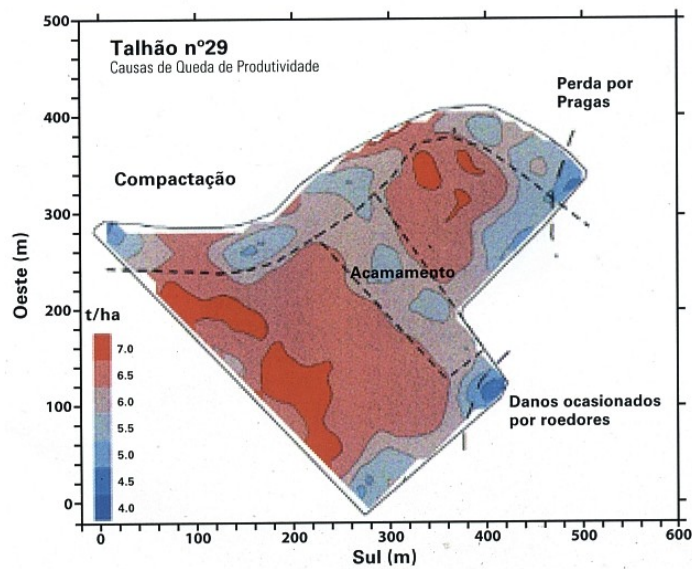 Talhão nº29
Causas de Queda de Produtividade
Perda por
Pragas
Compactação
Acamamento
Danos ocasionados
por roedores
t/ha
7.0
6.5
6.0
5.5
5.0
4.5
4.0
Oeste (m)
500
400
300
200
100
0
0
100
200
300
400
500
600
Sul (m)